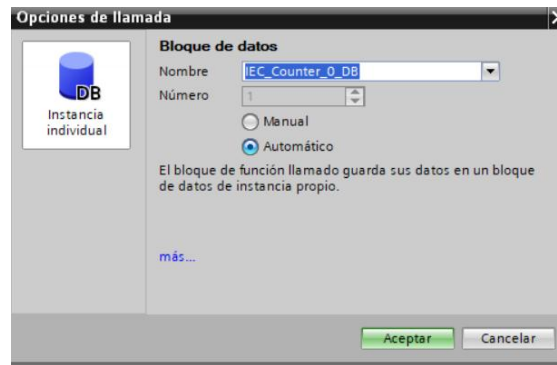 Opciones de llamada
Bloque de datos
Nombre IEC_Counter_0_DB
Número 1
DB
Instancia
individual
Manual
Automático
El bloque de función llamado guarda sus datos en un bloque
de datos de instancia propio.
más...
Aceptar Cancelar